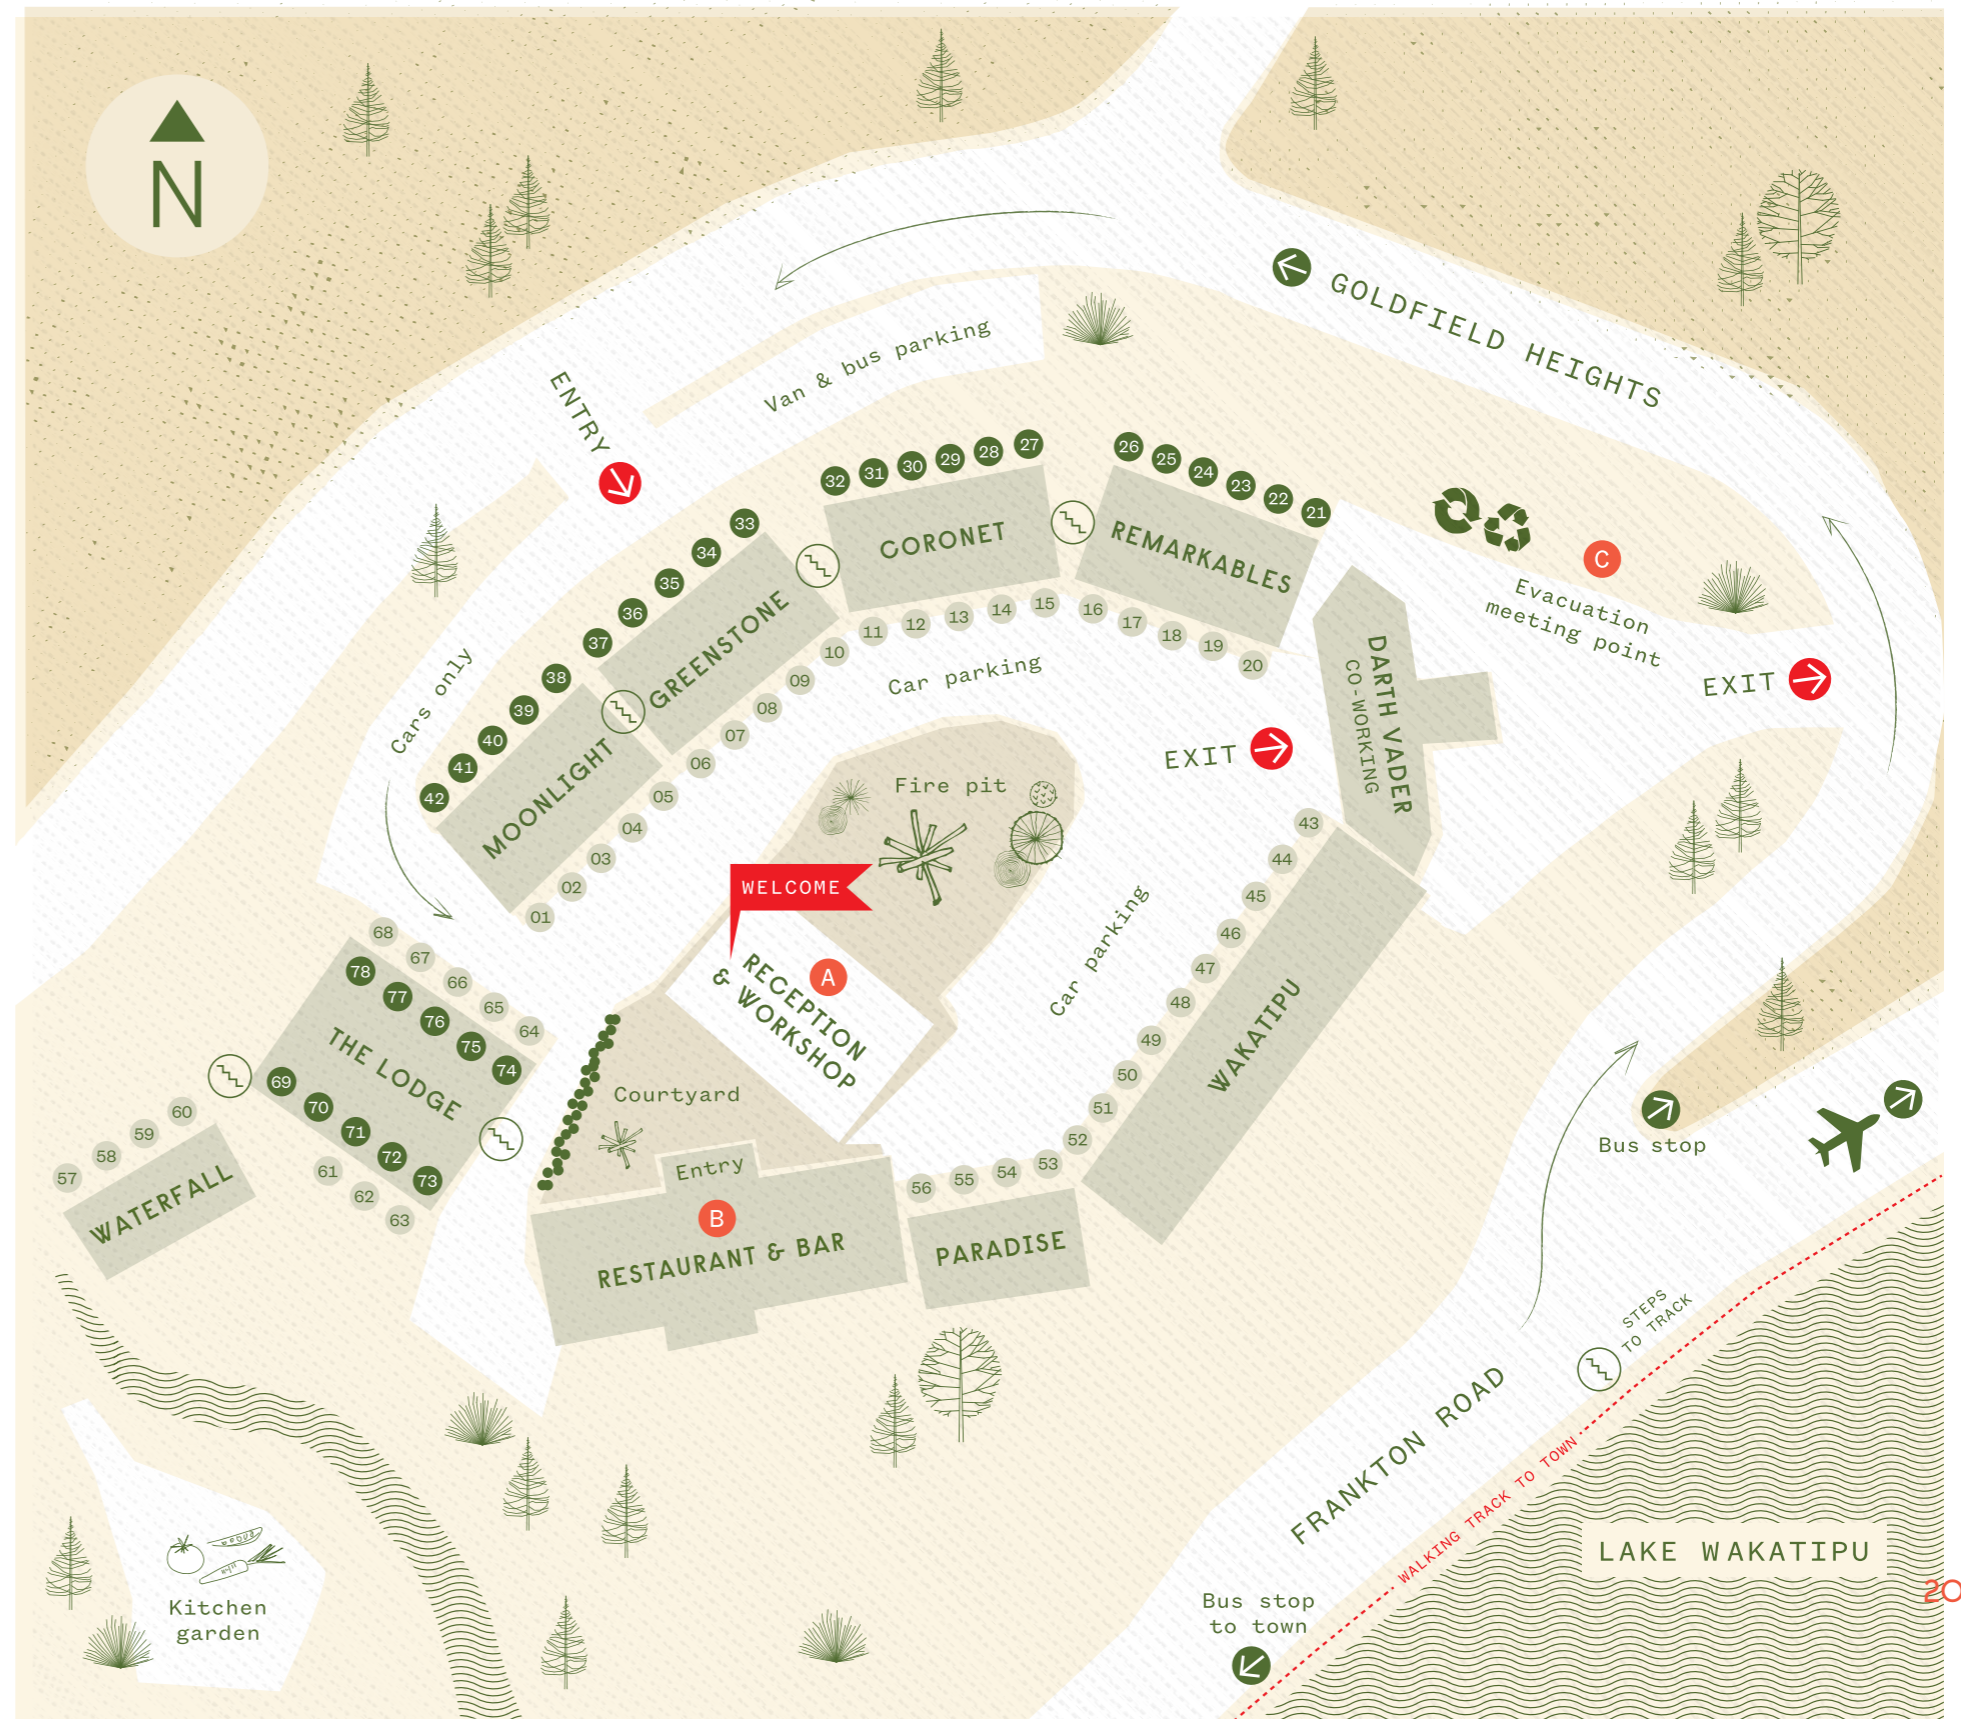 N
GOLDFIELD HEIGHTS
Van & bus parking
ENTRY
32
31
30
29
28
27
26
25
24
23
22
21
33
34
35
36
37
38
39
40
41
42
CORONET
REMARKABLES
GREENSTONE
MOONLIGHT
C
Evacuation
meeting point
Cars only
DARTH VADER
CO-WORKING
EXIT
EXIT
01
02
03
04
05
06
07
08
09
10
11
12
13
14
15
16
17
18
19
20
Car parking
Fire pit
WELCOME
A
RECEPTION
& WORKSHOP
Car parking
43
44
45
46
47
48
49
50
51
52
53
54
55
56
WAKATIPU
68
67
66
65
64
78
77
76
75
74
THE LODGE
69
70
71
72
73
61
62
63
60
59
58
57
WATERFALL
Courtyard
Entry
B
RESTAURANT & BAR
PARADISE
Bus stop
STEPS
TO TRACK
FRANKTON ROAD
WALKING TRACK TO TOWN
LAKE WAKATIPU
20
Kitchen
garden
Bus stop
to town